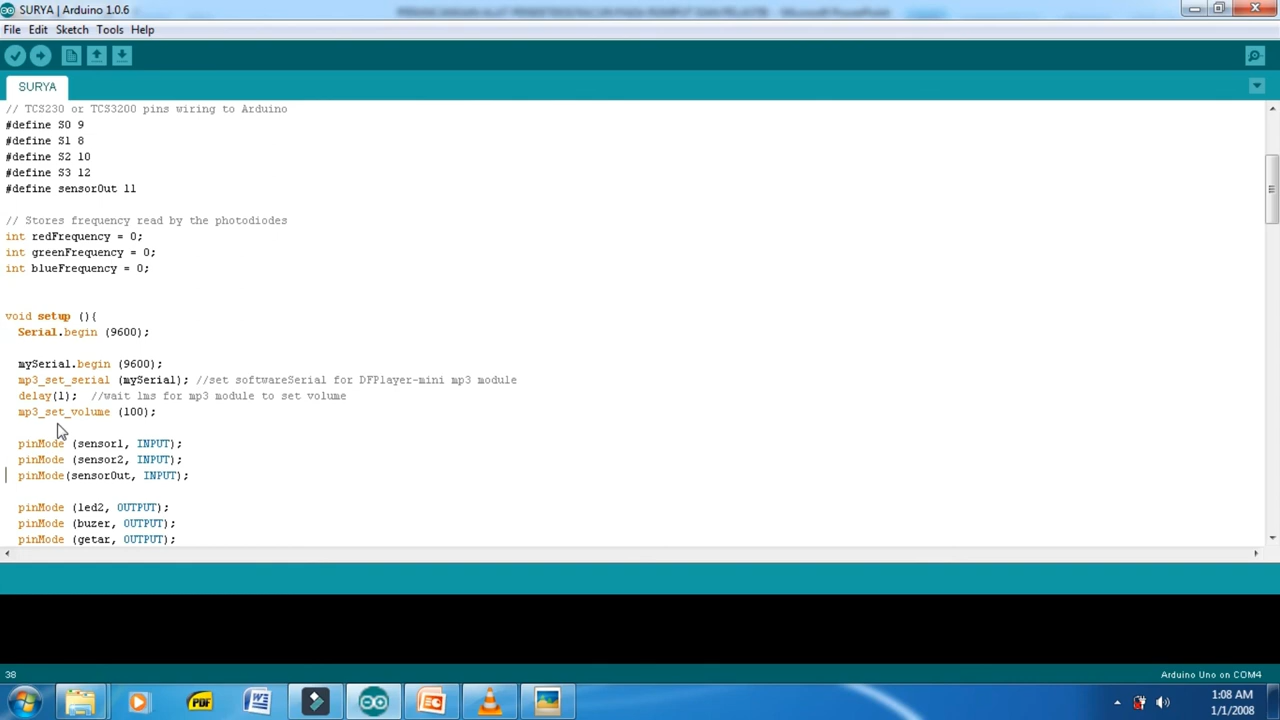 SURYA | Arduino 1.0.6
File Edit Sketch Tools Help
SURYA
// TCS230 or TCS3200 pins wiring to Arduino
#define S0 9
#define S1 8
#define S2 10
#define S3 12
#define sensorOut 11
// Stores frequency read by the photodiodes
int redFrequency = 0;
int greenFrequency = 0;
int blueFrequency = 0;
void setup (){
Serial.begin (9600);
mySerial.begin (9600);
mp3_set_serial (mySerial); //set softwareSerial for DFPlayer-mini mp3 module
delay(1); //wait 1ms for mp3 module to set volume
mp3_set_volume (100);
pinMode (sensor1, INPUT);
pinMode (sensor2, INPUT);
pinMode(sensorOut, INPUT);
pinMode (led2, OUTPUT);
pinMode (buzer, OUTPUT);
pinMode (getar, OUTPUT);
38
Arduino Uno on COM4
PDF
1:08 AM
1/1/2008